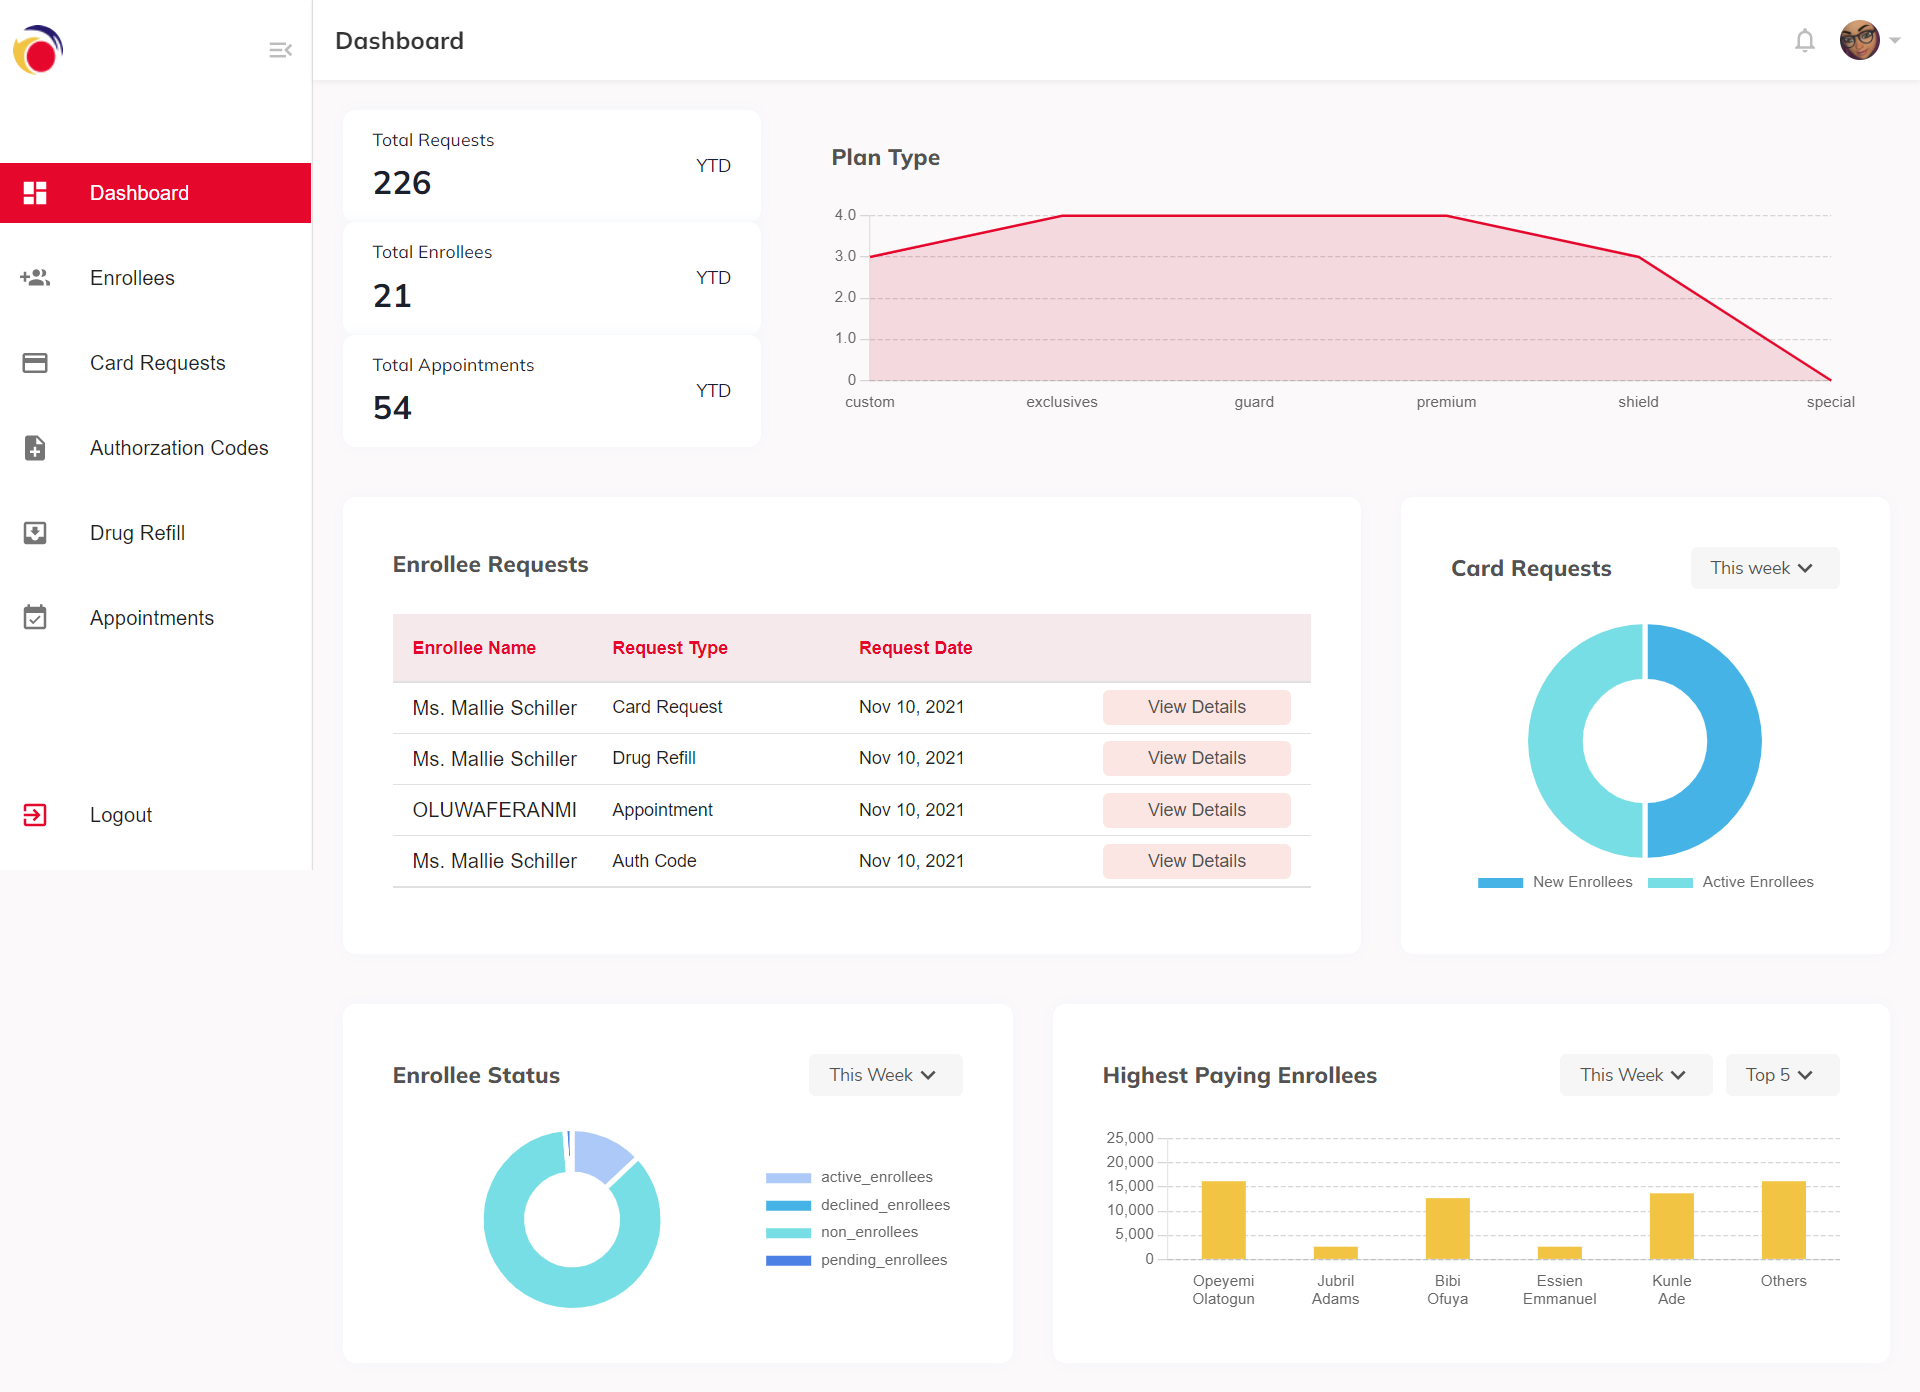 Dashboard
Dashboard
Enrollees
Card Requests
Authorzation Codes
Drug Refill
Appointments
Logout
Total Requests
226
YTD
Total Enrollees
21
YTD
Total Appointments
54
YTD
Plan Type
4.0
3.0
2.0
1.0
0
custom exclusives guard premium shield special
Enrollee Requests
Enrollee Name Request Type Request Date
Ms. Mallie Schiller Card Request Nov 10, 2021 View Details
Ms. Mallie Schiller Drug Refill Nov 10, 2021 View Details
OLUWAFERANMI Appointment Nov 10, 2021 View Details
Ms. Mallie Schiller Auth Code Nov 10, 2021 View Details
Card Requests
This week
New Enrollees Active Enrollees
Enrollee Status
This Week
active_enrollees
declined_enrollees
non_enrollees
pending_enrollees
Highest Paying Enrollees
This Week
Top 5
25,000
20,000
15,000
10,000
5,000
0
Opeyemi Jubril Bibi Essien Kunle Others
Olatogun Adams Ofuya Emmanuel Ade